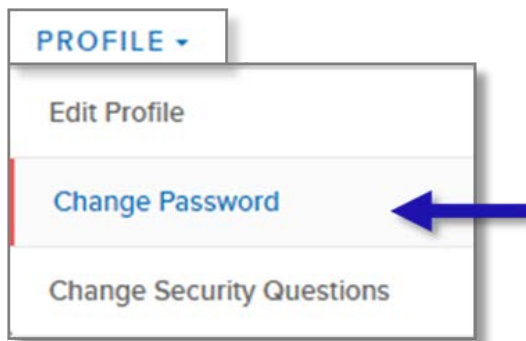 PROFILE
Edit Profile
Change Password
Change Security Questions